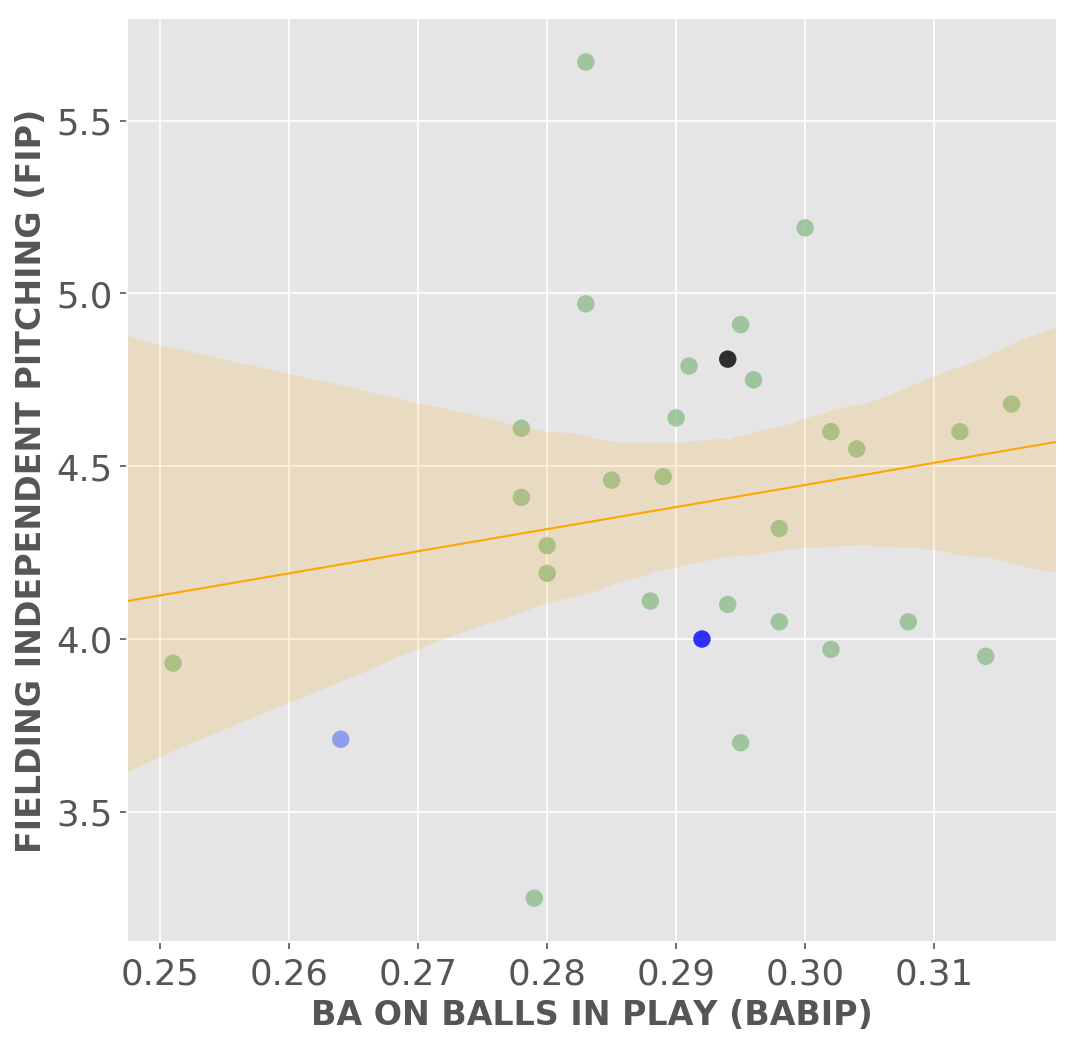 FIELDING INDEPENDENT PITCHING (FIP)
5.5
5.0
4.5
4.0
3.5
0.25 0.26 0.27 0.28 0.29 0.30 0.31
BA ON BALLS IN PLAY (BABIP)